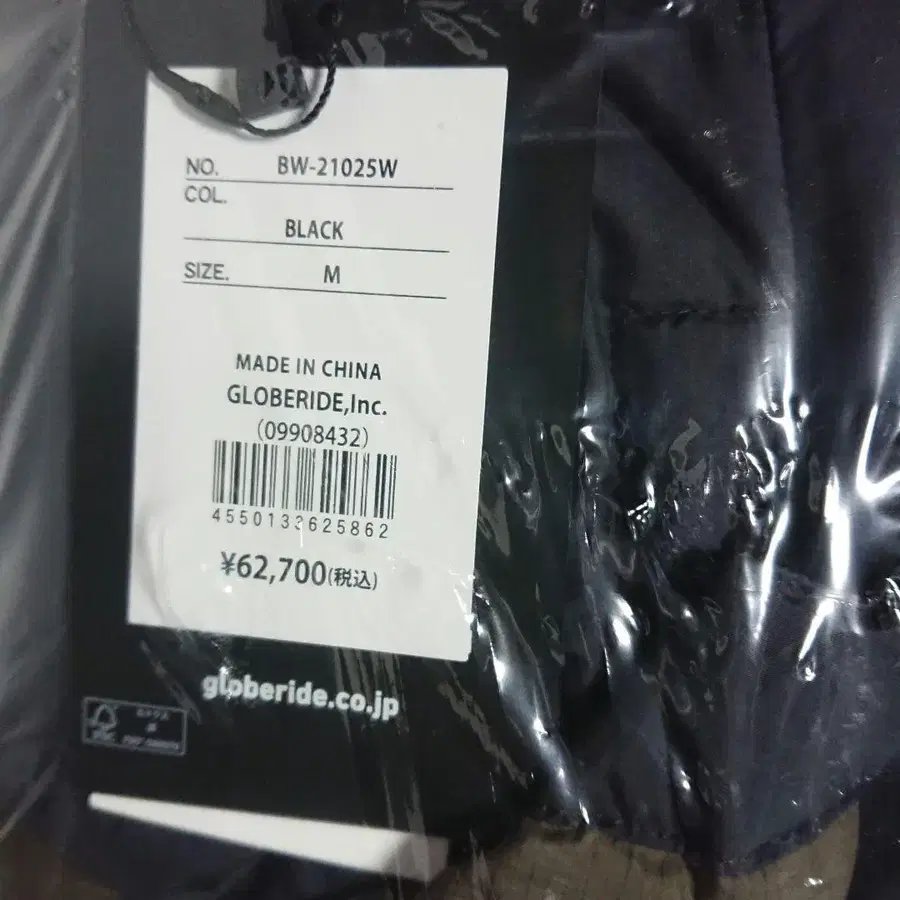 NO. BW-21025W
COL.
BLACK
SIZE. M
MADE IN CHINA
GLOBERIDE,Inc.
(09908432)
4550133625862
¥62,700(税込)
globeride.co.jp